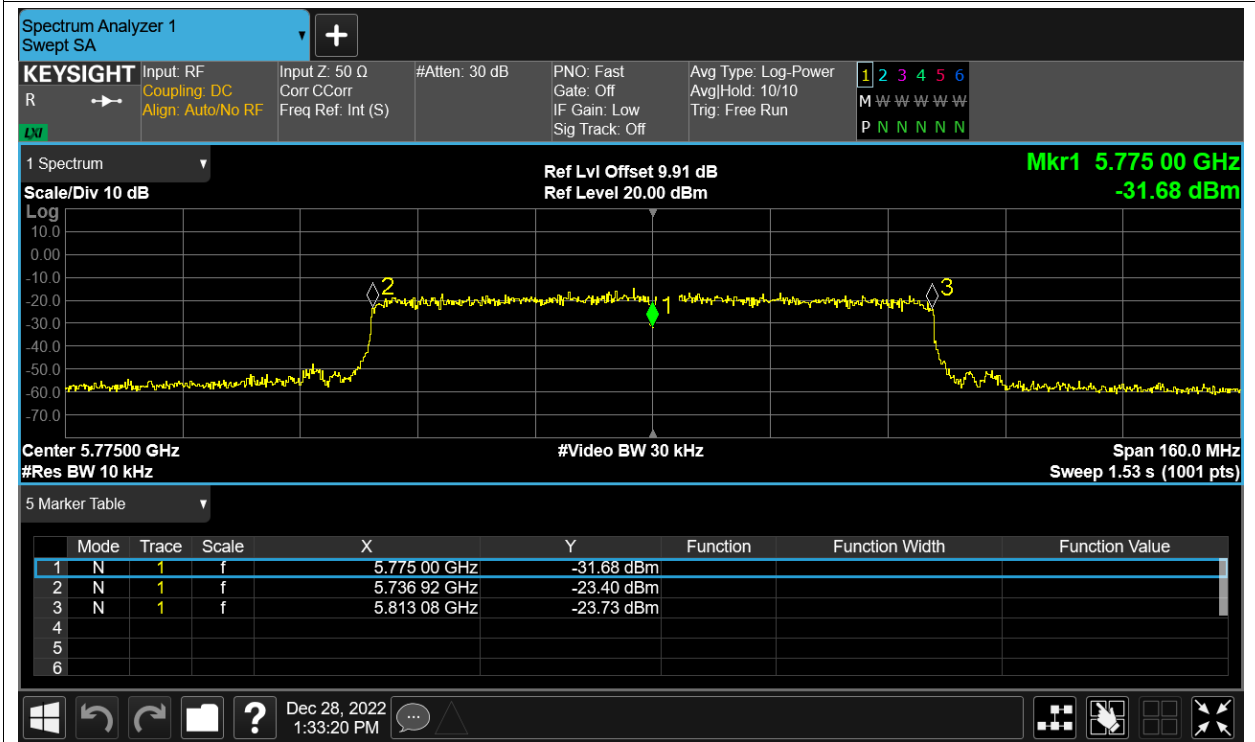 Spectrum Analyzer 1
Swept SA
KEYSIGHT
R
LXI
Input: RF
Coupling: DC
Align: Auto/No RF
Input Z: 50 Ω
Corr CCorr
Freq Ref: Int (S)
#Atten: 30 dB
PNO: Fast
Gate: Off
IF Gain: Low
Sig Track: Off
Avg Type: Log-Power
Avg|Hold: 10/10
Trig: Free Run
1 2 3 4 5 6
M W W W W W
P N N N N N
1 Spectrum
Scale/Div 10 dB
Ref Lvl Offset 9.91 dB
Ref Level 20.00 dBm
Mkr1 5.775 00 GHz
-31.68 dBm
Log
10.0
0.00
-10.0
-20.0
-30.0
-40.0
-50.0
-60.0
-70.0
2
1
3
Center 5.77500 GHz
#Res BW 10 kHz
#Video BW 30 kHz
Span 160.0 MHz
Sweep 1.53 s (1001 pts)
5 Marker Table
Mode Trace Scale X Y Function Function Width Function Value
1 N 1 f 5.775 00 GHz -31.68 dBm
2 N 1 f 5.736 92 GHz -23.40 dBm
3 N 1 f 5.813 08 GHz -23.73 dBm
4
5
6
?
Dec 28, 2022
1:33:20 PM